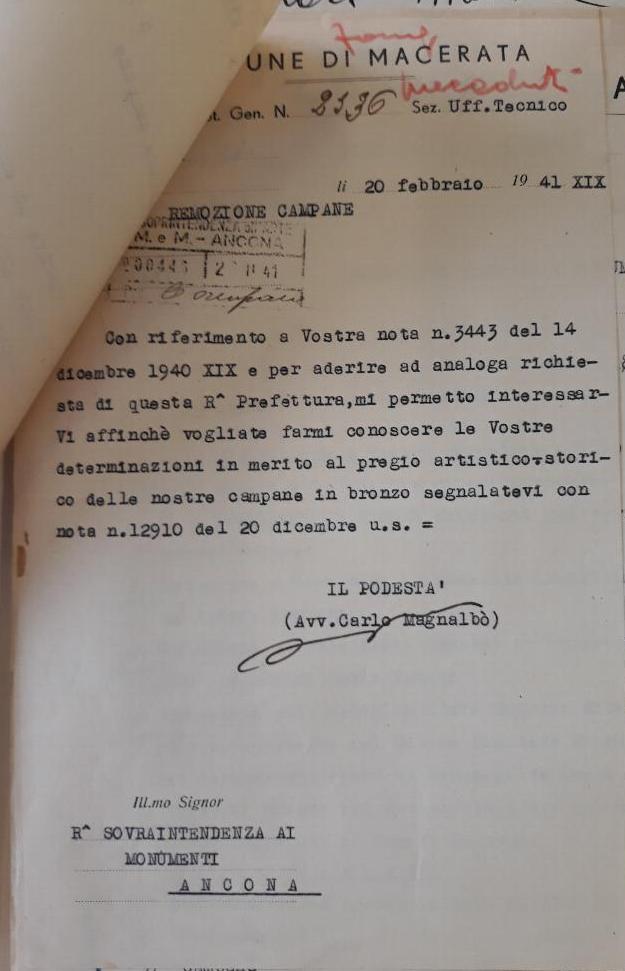 UNE DI MACERATA
t. Gen. N. 2536 Sez. Uff.Tecnico
li 20 febbraio 19 41 XIX
REMOZIONE CAMPANE
M. e M. - ANCONA
Con riferimento a Vostra nota n.3443 del 14
dicembre 1940 XIX e per aderire ad analoga richie-
sta di questa R^ Prefettura,mi permetto interessar-
Vi affinchè vogliate farmi conoscere le Vostre
determinazioni in merito al pregio artistico-stori-
co delle nostre campane in bronzo segnalatevi con
nota n.12910 del 20 dicembre u.s. =
IL PODESTA'
(Avv.Carlo Magnalbò)
Ill.mo Signor
R^ SOVRAINTENDENZA AI
MONUMENTI
ANCONA